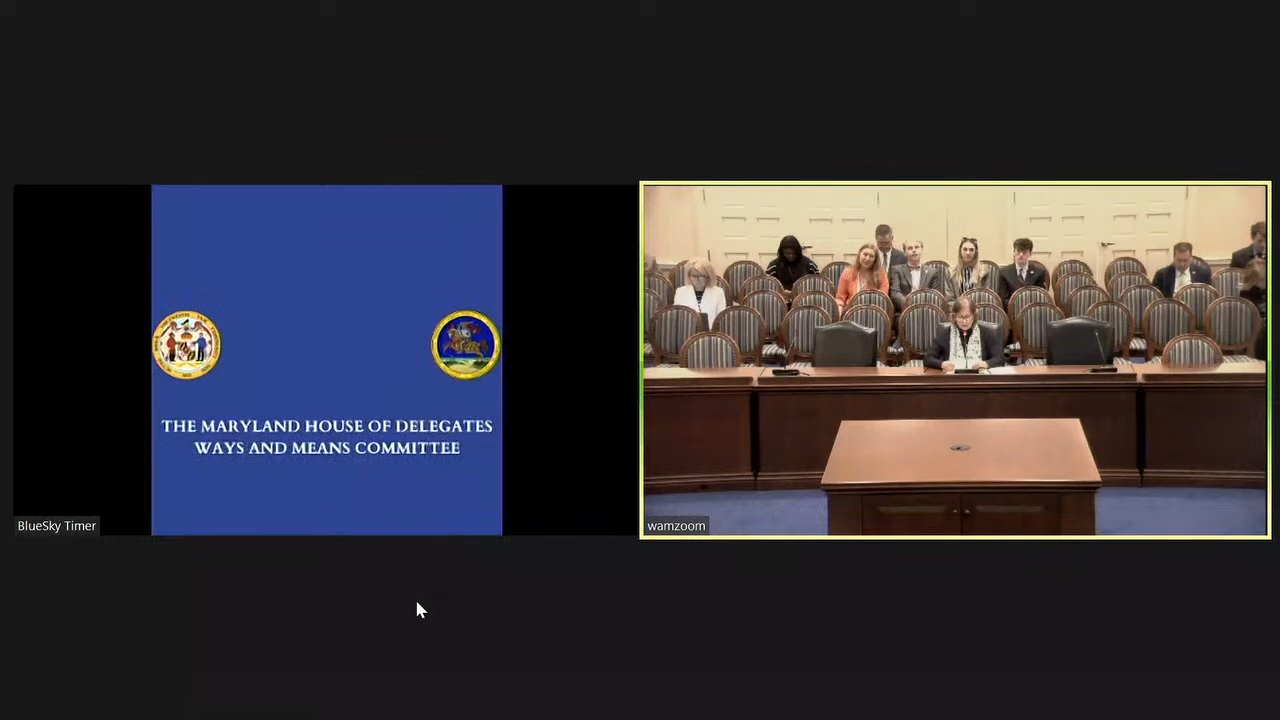 THE MARYLAND HOUSE OF DELEGATES
WAYS AND MEANS COMMITTEE
BlueSky Timer
wamzoom